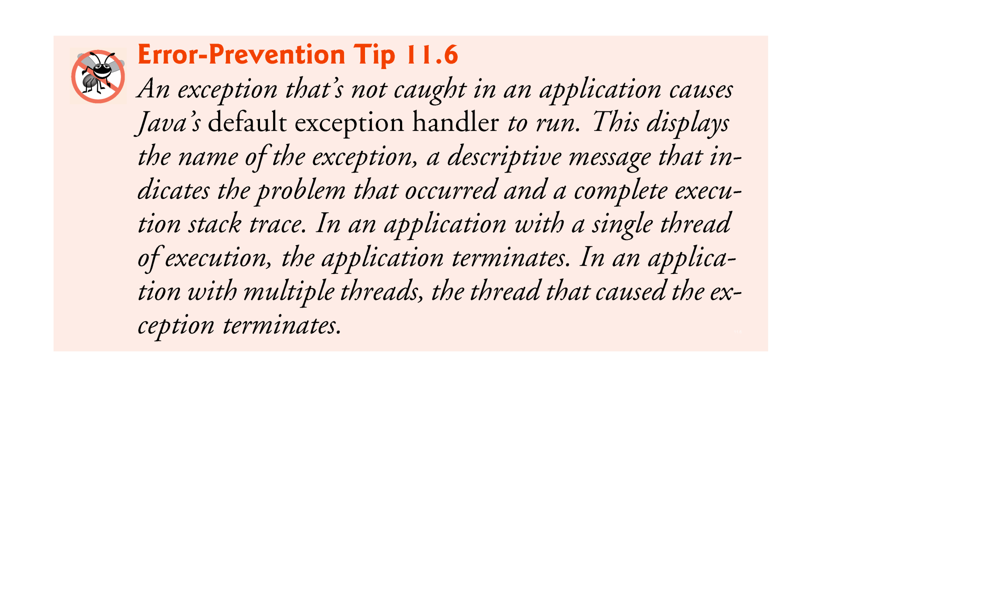 Error-Prevention Tip 11.6
An exception that’s not caught in an application causes
Java’s default exception handler to run. This displays
the name of the exception, a descriptive message that in-
dicates the problem that occurred and a complete execu-
tion stack trace. In an application with a single thread
of execution, the application terminates. In an applica-
tion with multiple threads, the thread that caused the ex-
ception terminates.